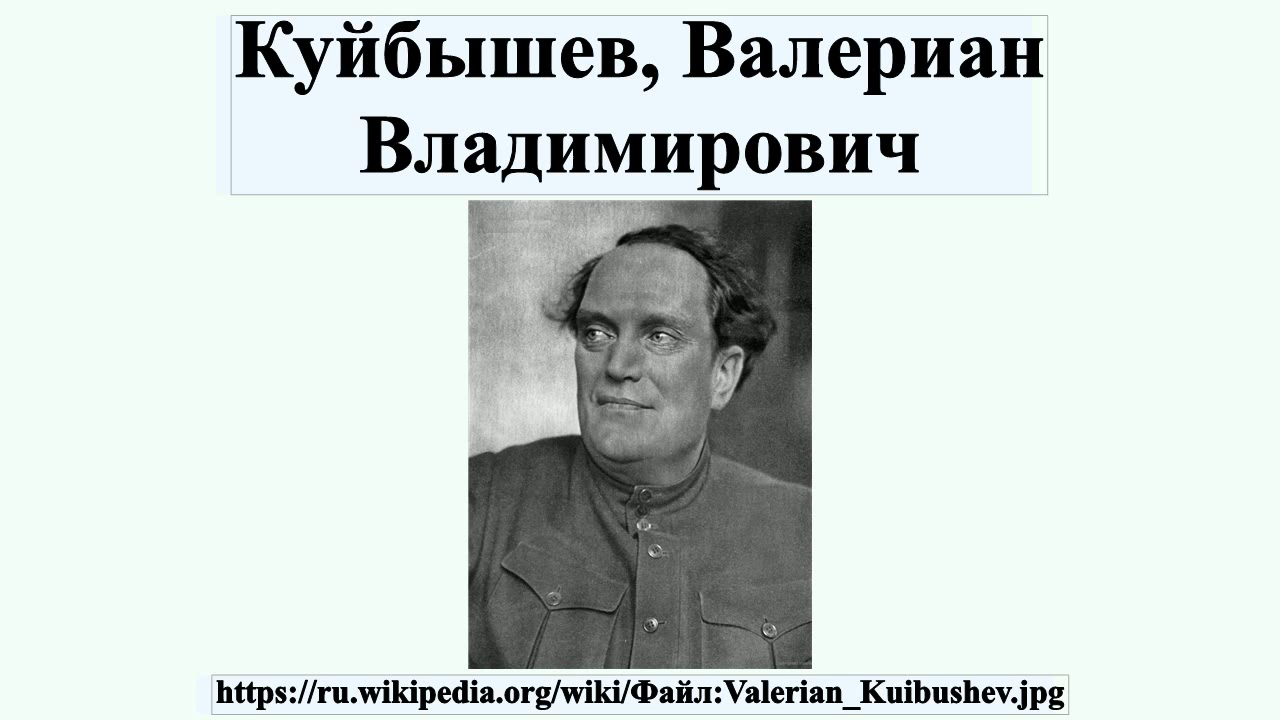 Куйбышев, Валериан
Владимирович
https://ru.wikipedia.org/wiki/Файл:Valerian_Kuibushev.jpg